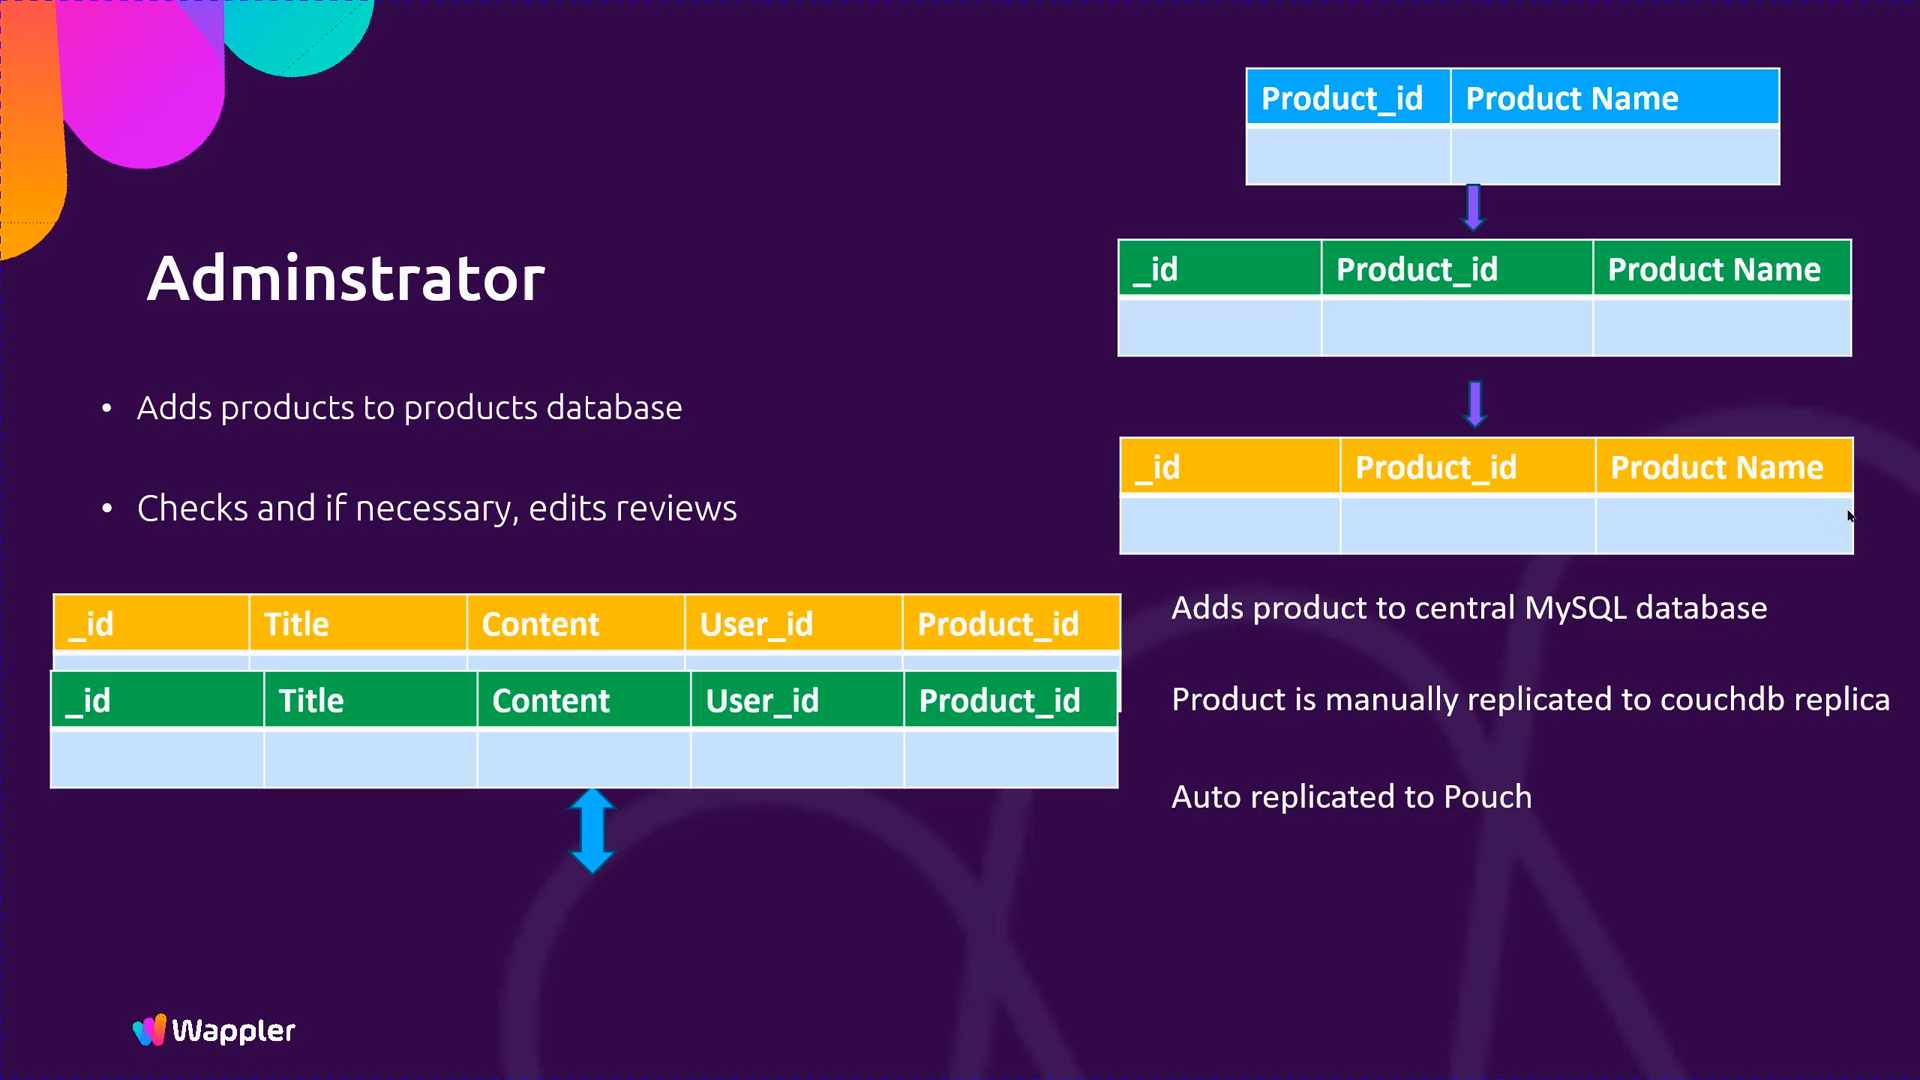 Product_id Product Name
_id Product_id Product Name
Adminstrator
• Adds products to products database
• Checks and if necessary, edits reviews
_id Product_id Product Name
_id Title Content User_id Product_id
_id Title Content User_id Product_id
Adds product to central MySQL database
Product is manually replicated to couchdb replica
Auto replicated to Pouch
Wappler